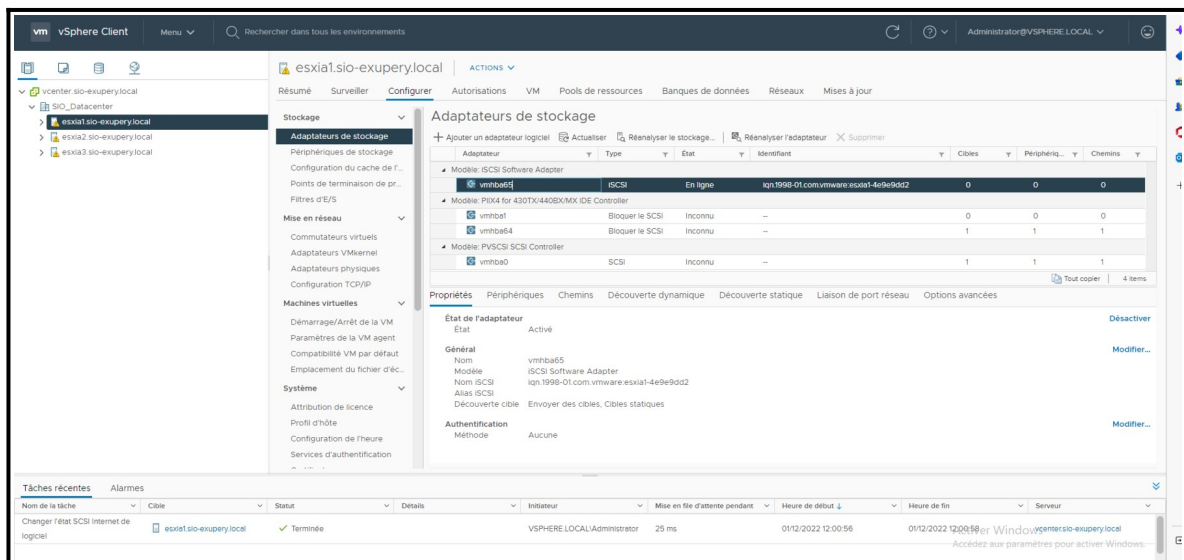 vm vSphere Client Menu Rechercher dans tous les environnements Administrator@VSPHERE.LOCAL
vcenter.sio-exupery.local
SIO_Datacenter
esxia1.sio-exupery.local
esxia2.sio-exupery.local
esxia3.sio-exupery.local
esxia1.sio-exupery.local ACTIONS
Résumé Surveiller Configurer Autorisations VM Pools de ressources Banques de données Réseaux Mises à jour
Stockage
Adaptateurs de stockage
Périphériques de stockage
Configuration du cache de l'...
Points de terminaison de pr...
Filtres d'E/S
Mise en réseau
Commutateurs virtuels
Adaptateurs VMkernel
Adaptateurs physiques
Configuration TCP/IP
Machines virtuelles
Démarrage/Arrêt de la VM
Paramètres de la VM agent
Compatibilité VM par défaut
Emplacement du fichier d'éc...
Système
Attribution de licence
Profil d'hôte
Configuration de l'heure
Services d'authentification
Adaptateurs de stockage
Ajouter un adaptateur logiciel Actualiser Réanalyser le stockage... Réanalyser l'adaptateur Supprimer
Adaptateur Type État Identifiant Cibles Périphériq... Chemins
Modèle: iSCSI Software Adapter
vmhba65 iSCSI En ligne iqn.1998-01.com.vmware:esxia1-4e9e9dd2 0 0 0
Modèle: PIIX4 for 430TX/440BX/MX IDE Controller
vmhba1 Bloquer le SCSI Inconnu -- 0 0 0
vmhba64 Bloquer le SCSI Inconnu -- 1 1 1
Modèle: PVSCSI SCSI Controller
vmhba0 SCSI Inconnu -- 1 1 1
Tout copier 4 items
Propriétés Périphériques Chemins Découverte dynamique Découverte statique Liaison de port réseau Options avancées
État de l'adaptateur Désactiver
État Activé
Général Modifier...
Nom vmhba65
Modèle iSCSI Software Adapter
Nom iSCSI iqn.1998-01.com.vmware:esxia1-4e9e9dd2
Alias iSCSI
Découverte cible Envoyer des cibles, Cibles statiques
Authentification Modifier...
Méthode Aucune
Tâches récentes Alarmes
Nom de la tâche Cible Statut Détails Initiateur Mise en file d'attente pendant Heure de début Heure de fin Serveur
Changer l'état SCSI Internet de logiciel esxia1.sio-exupery.local Terminée VSPHERE.LOCAL\Administrator 25 ms 01/12/2022 12:00:56 01/12/2022 12:00:58 vcenter.sio-exupery.local
Activer Windows
Accédez aux paramètres pour activer Windows.